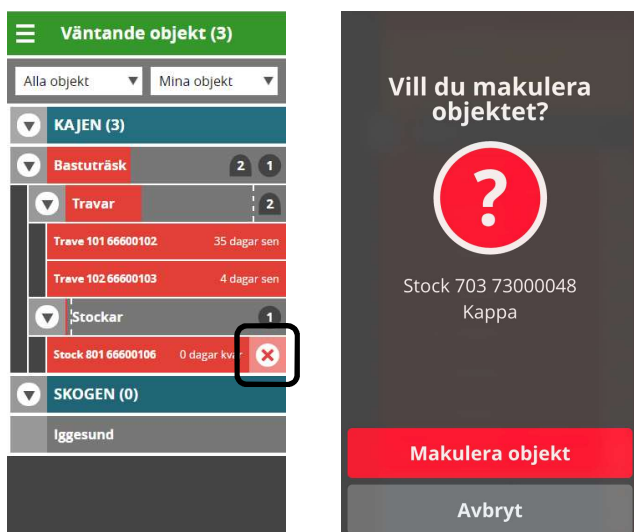 Väntande objekt (3)
Alla objekt
Mina objekt
KAJEN (3)
Bastuträsk 2 1
Travar 2
Trave 101 66600102 35 dagar sen
Trave 102 66600103 4 dagar sen
Stockar 1
Stock 801 66600106 0 dagar kvar
SKOGEN (0)
Iggesund
Vill du makulera
objektet?
?
Stock 703 73000048
Kappa
Makulera objekt
Avbryt